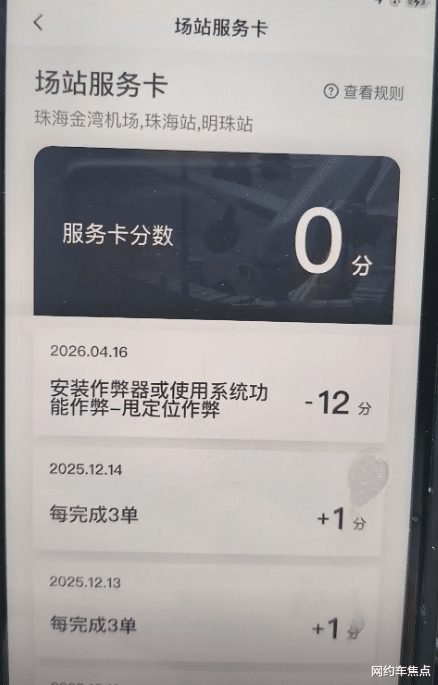 场站服务卡
场站服务卡
查看规则
珠海金湾机场,珠海站,明珠站
服务卡分数
0分
2026.04.16
安装作弊器或使用系统功
能作弊-甩定位作弊
-12分
2025.12.14
每完成3单
+1分
2025.12.13
每完成3单
+1分
网约车焦点